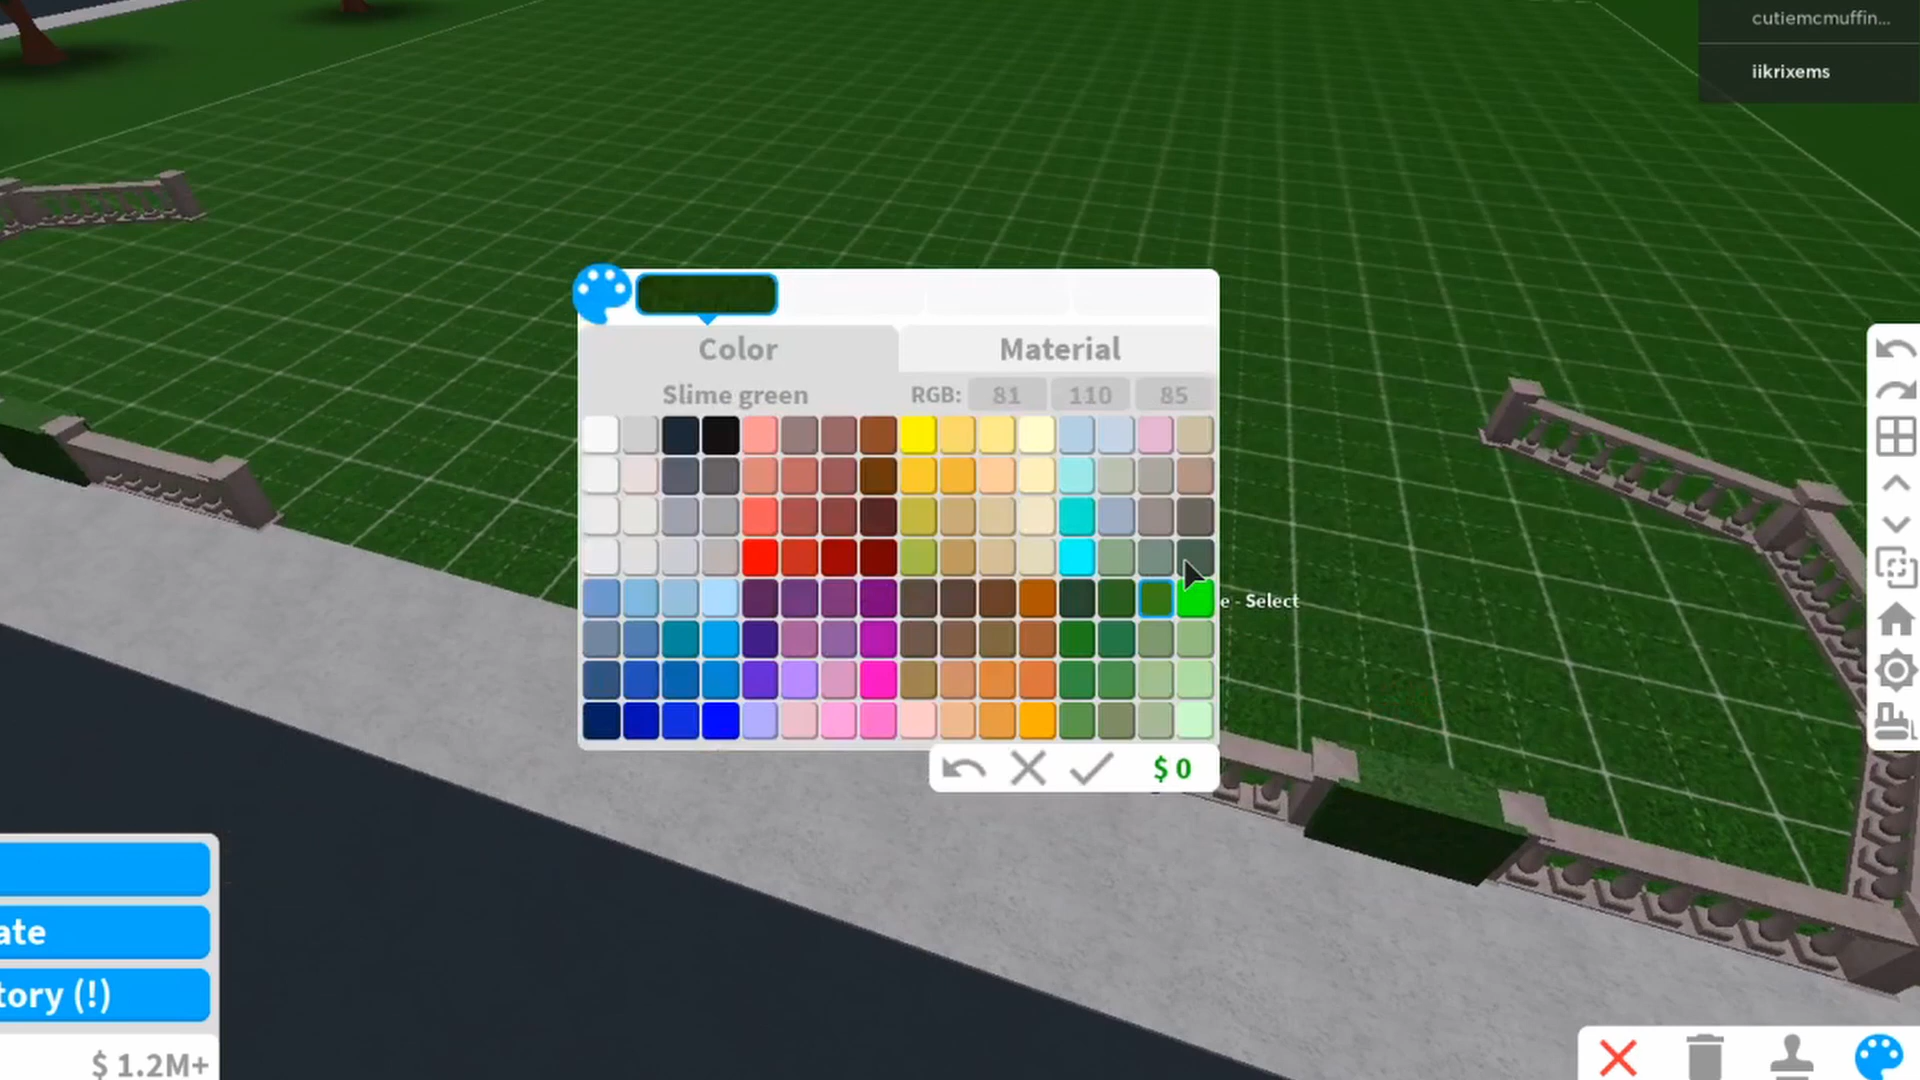 cutiemcmuffin...
iikrixems
Color
Material
Slime green
RGB: 81 110 85
e - Select
$ 0
ate
tory (!)
$ 1.2M+